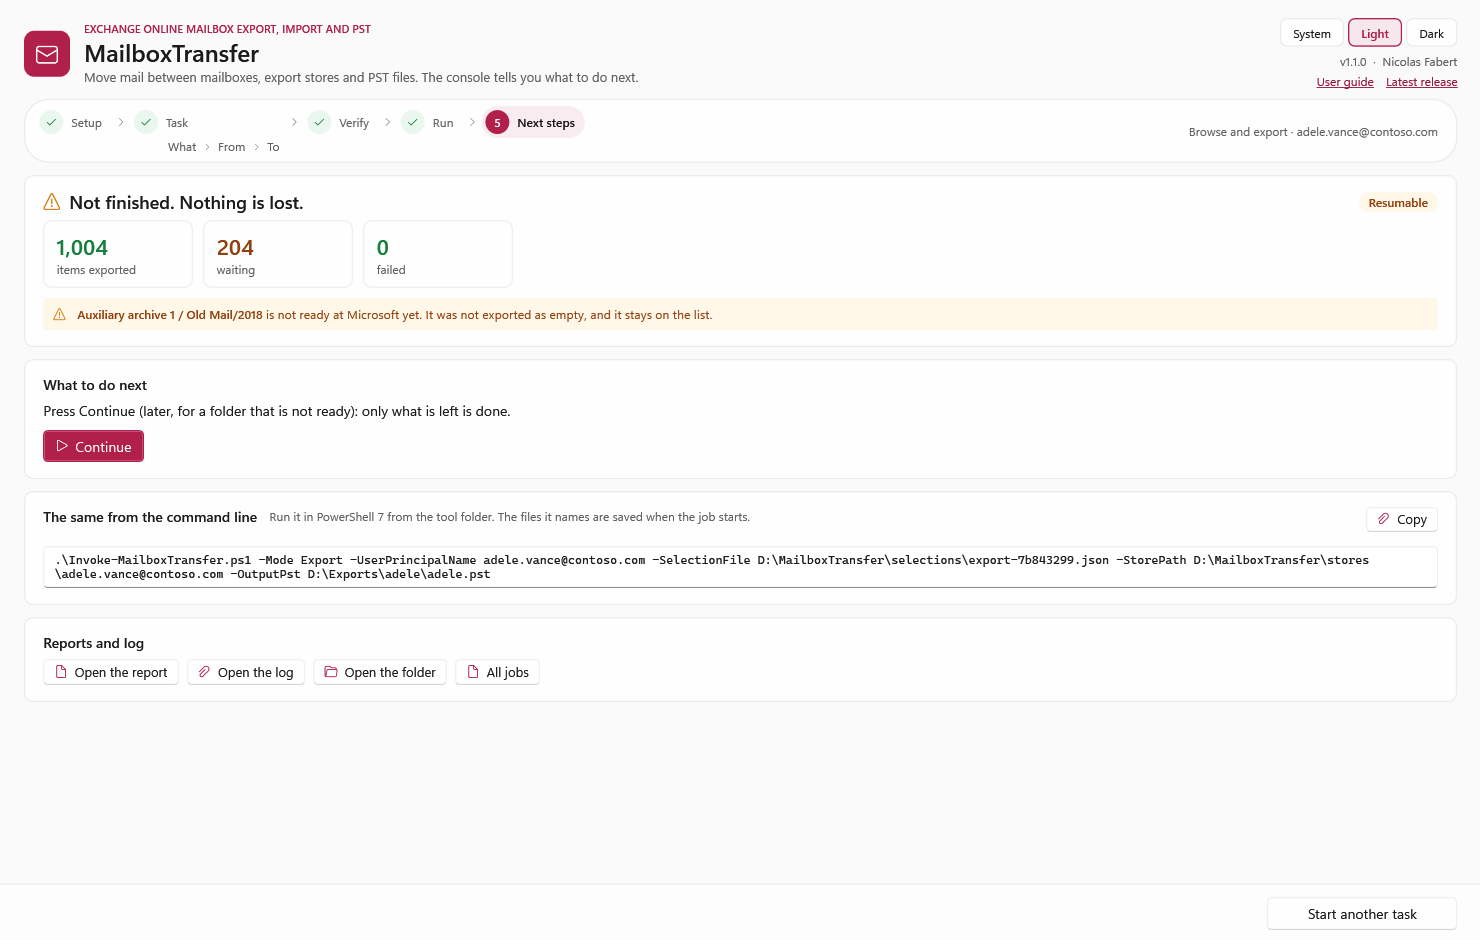 EXCHANGE ONLINE MAILBOX EXPORT, IMPORT AND PST
MailboxTransfer
Move mail between mailboxes, export stores and PST files. The console tells you what to do next.
System
Light
Dark
v1.1.0 · Nicolas Fabert
User guide
Latest release
Setup
Task
Verify
Run
5
Next steps
What
From
To
Browse and export · adele.vance@contoso.com
Not finished. Nothing is lost.
Resumable
1,004
items exported
204
waiting
0
failed
Auxiliary archive 1 / Old Mail/2018 is not ready at Microsoft yet. It was not exported as empty, and it stays on the list.
What to do next
Press Continue (later, for a folder that is not ready): only what is left is done.
Continue
The same from the command line
Run it in PowerShell 7 from the tool folder. The files it names are saved when the job starts.
Copy
.\Invoke-MailboxTransfer.ps1 -Mode Export -UserPrincipalName adele.vance@contoso.com -SelectionFile D:\MailboxTransfer\selections\export-7b843299.json -StorePath D:\MailboxTransfer\stores
\adele.vance@contoso.com -OutputPst D:\Exports\adele\adele.pst
Reports and log
Open the report
Open the log
Open the folder
All jobs
Start another task